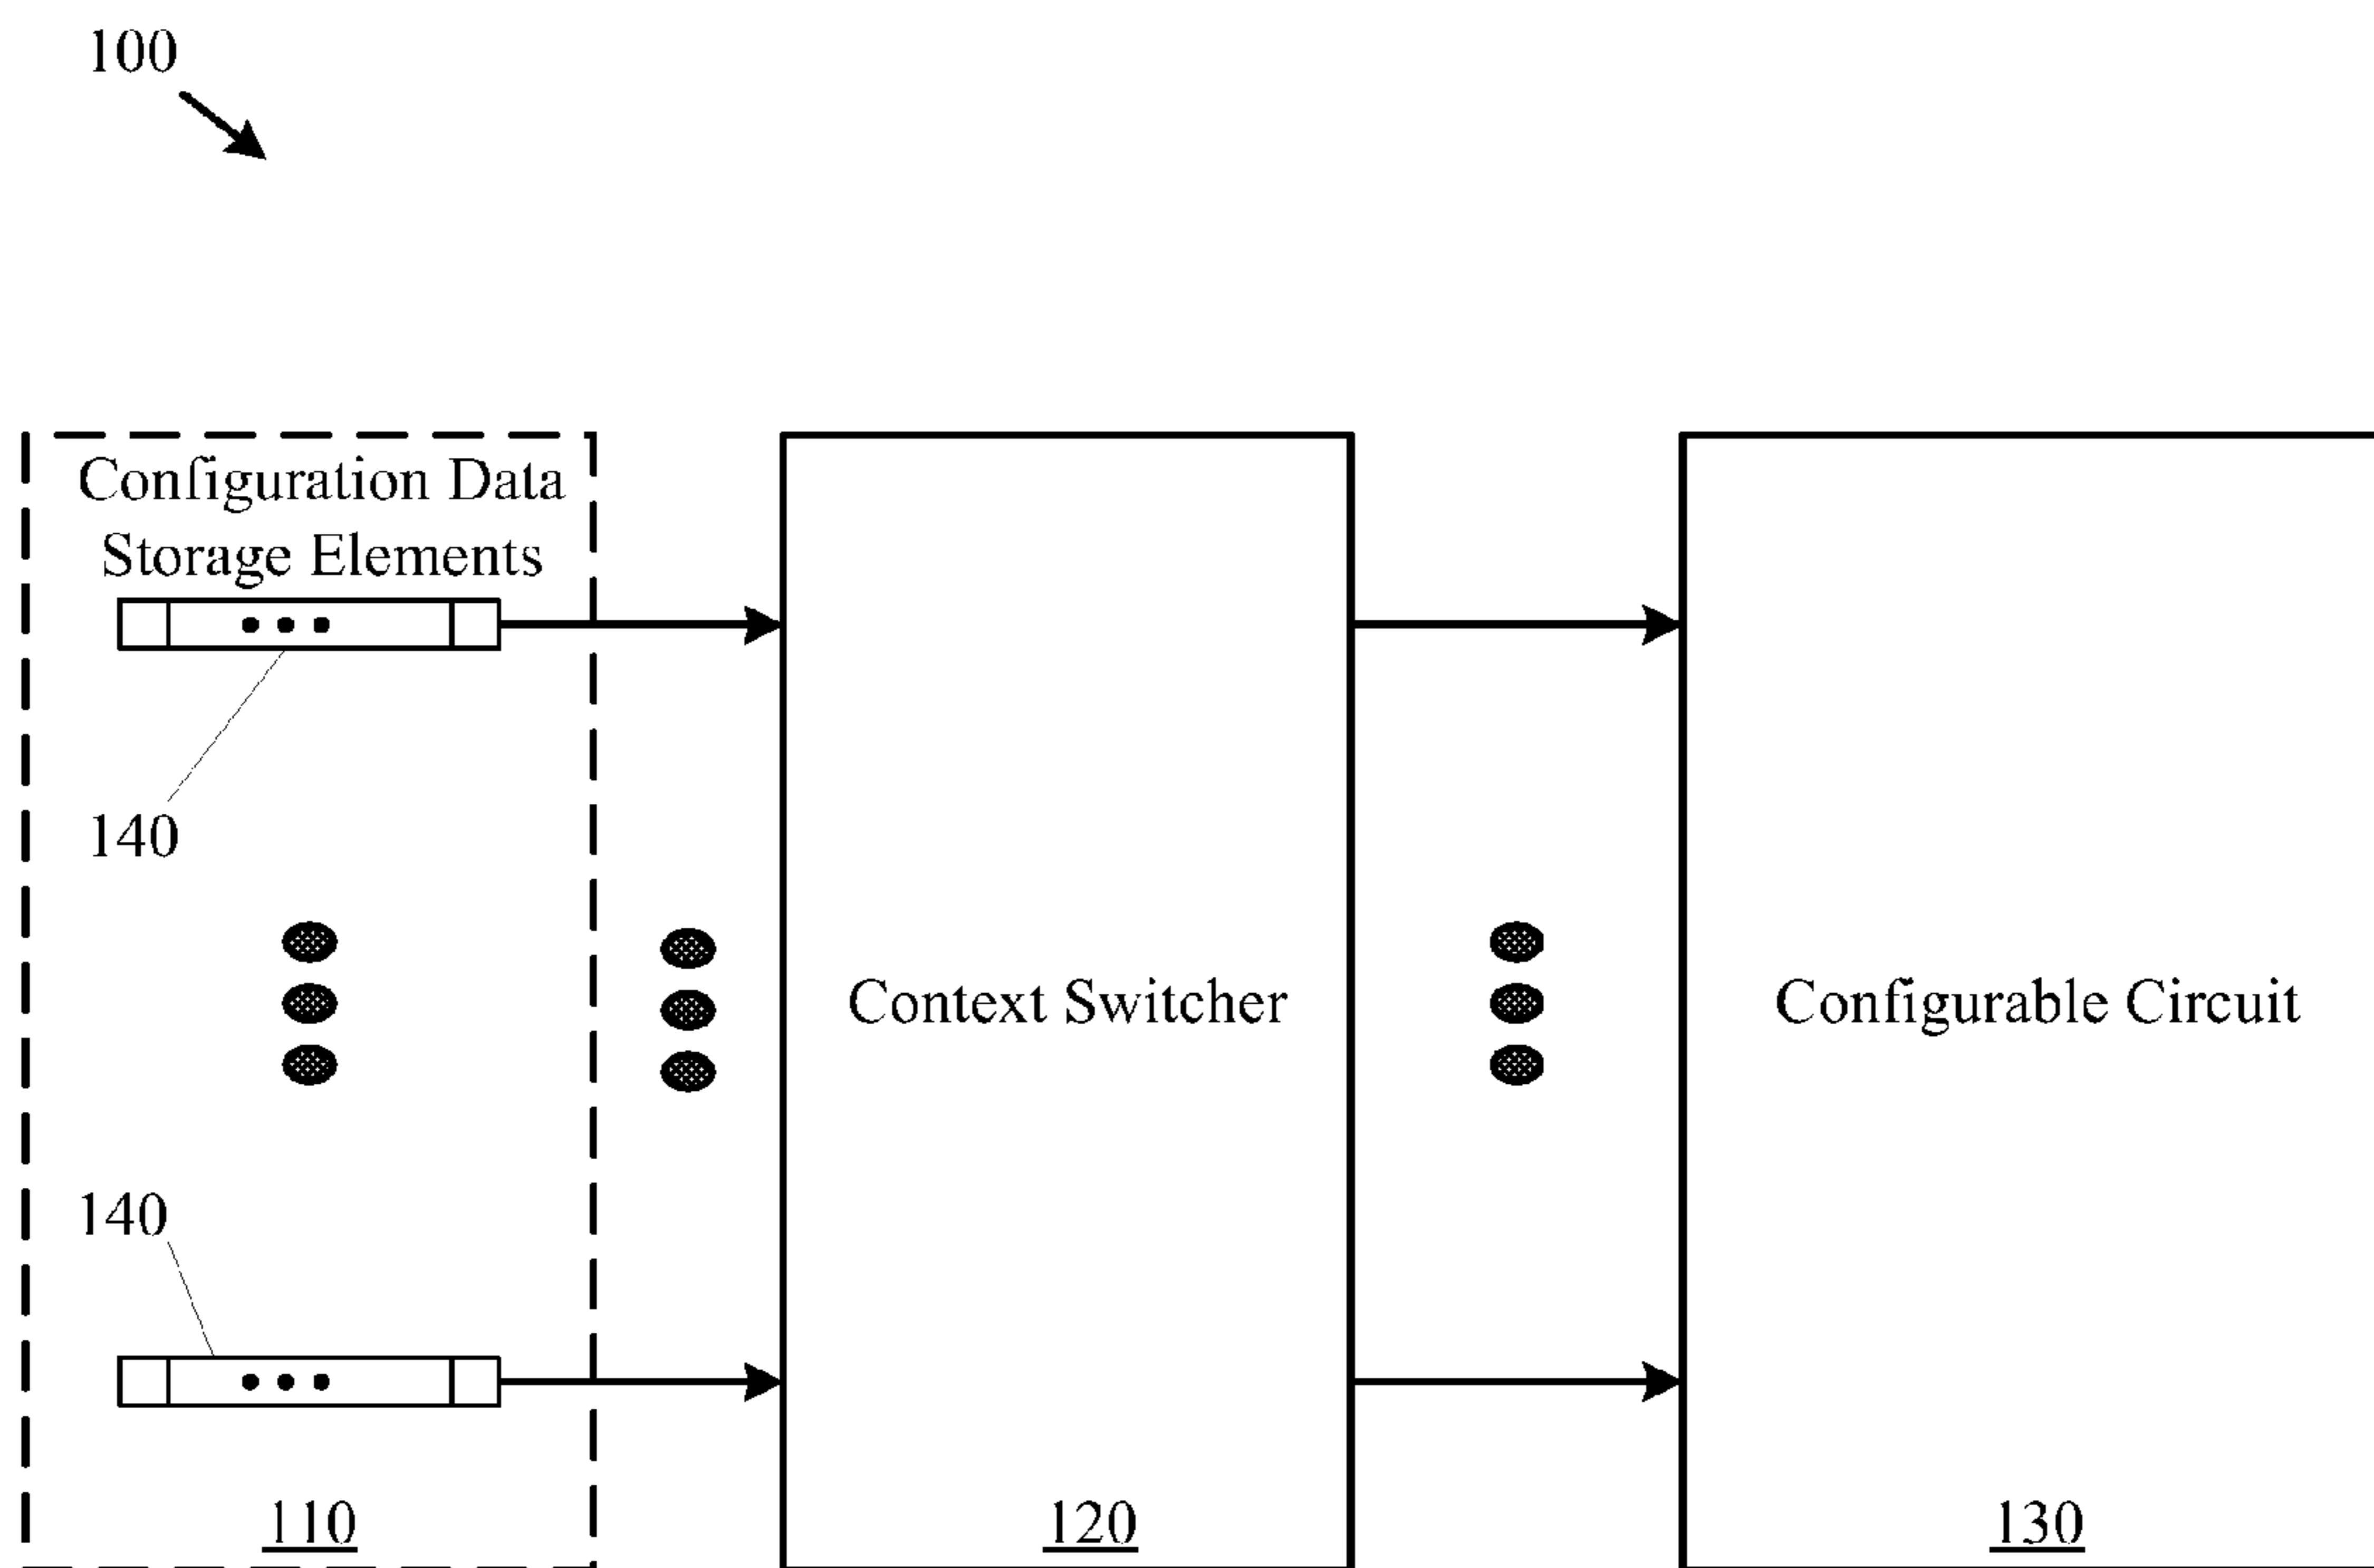 100
Configuration Data
Storage Elements
140
Context Switcher
Configurable Circuit
140
110
120
130